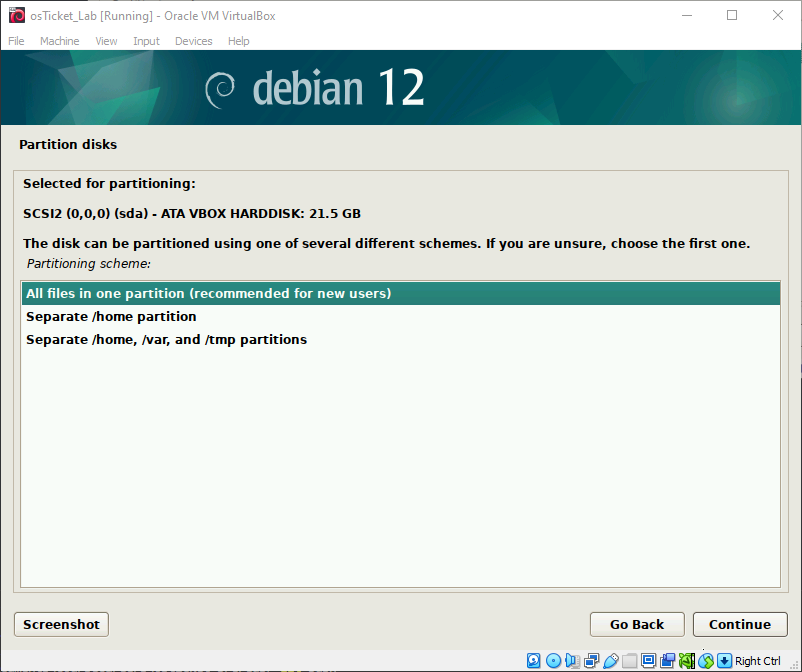 osTicket_Lab [Running] - Oracle VM VirtualBox
File Machine View Input Devices Help
debian 12
Partition disks
Selected for partitioning:
SCSI2 (0,0,0) (sda) - ATA VBOX HARDDISK: 21.5 GB
The disk can be partitioned using one of several different schemes. If you are unsure, choose the first one.
Partitioning scheme:
All files in one partition (recommended for new users)
Separate /home partition
Separate /home, /var, and /tmp partitions
Screenshot Go Back Continue
Right Ctrl